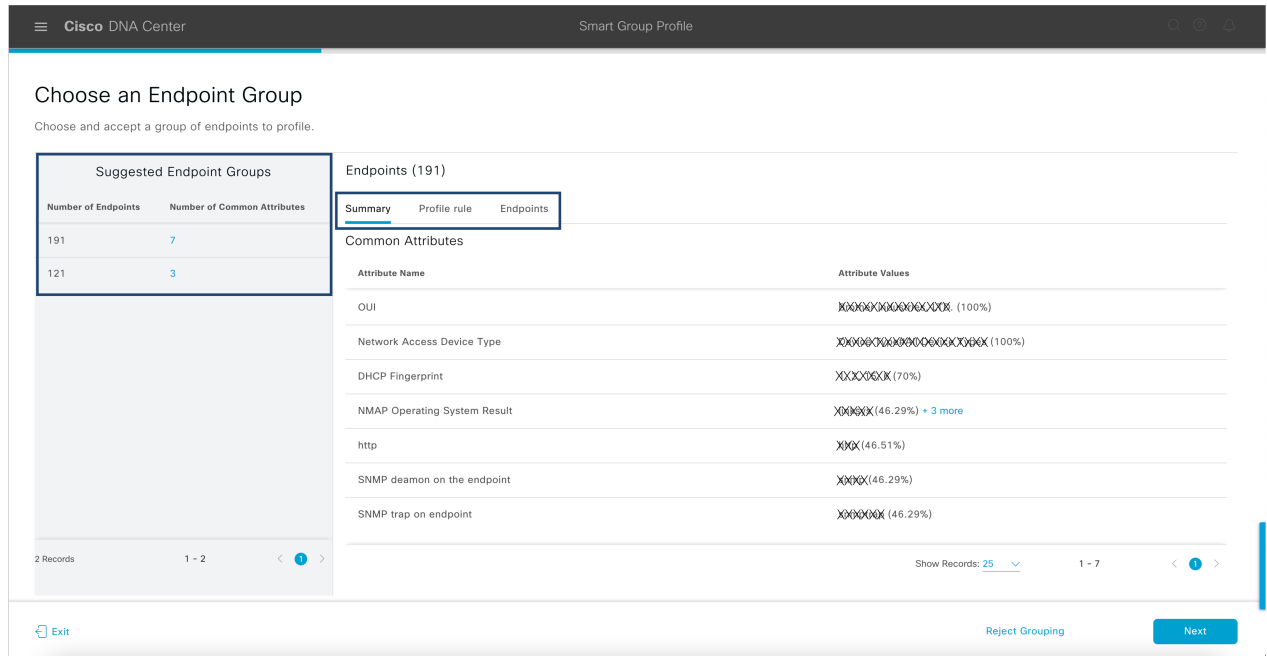 Cisco DNA Center
Smart Group Profile
Choose an Endpoint Group
Choose and accept a group of endpoints to profile.
Suggested Endpoint Groups
Number of Endpoints Number of Common Attributes
191 7
121 3
2 Records 1 - 2 1
Endpoints (191)
Summary Profile rule Endpoints
Common Attributes
Attribute Name Attribute Values
OUI (100%)
Network Access Device Type (100%)
DHCP Fingerprint (70%)
NMAP Operating System Result (46.29%) + 3 more
http (46.51%)
SNMP deamon on the endpoint (46.29%)
SNMP trap on endpoint (46.29%)
Show Records: 25 1 - 7 1
Exit
Reject Grouping
Next